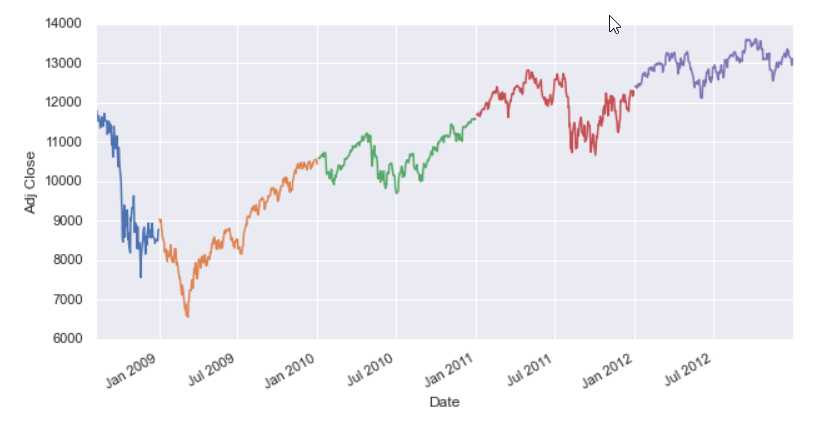 14000
13000
12000
11000
10000
9000
8000
7000
6000
Adj Close
Jan 2009
Jul 2009
Jan 2010
Jul 2010
Jan 2011
Jul 2011
Jan 2012
Jul 2012
Date